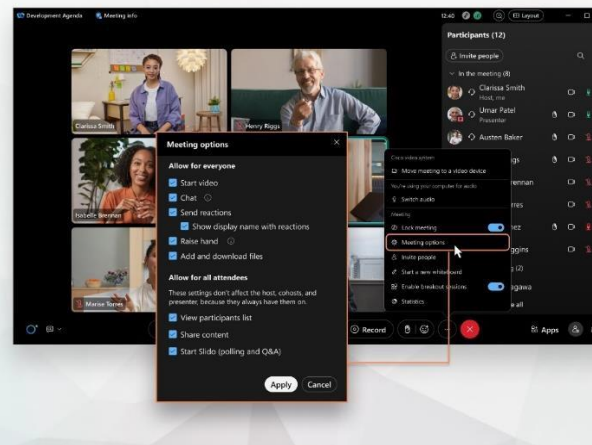 Development Agenda
Meeting info
12:40
Layout
Participants (12)
Invite people
In the meeting (8)
Clarissa Smith
Host, me
Umar Patel
Presenter
Austen Baker
Clarissa Smith
Henry Riggs
Isabelle Brennan
Marise Torres
Meeting options
Allow for everyone
Start video
Chat
Send reactions
Show display name with reactions
Raise hand
Add and download files
Allow for all attendees
These settings don't affect the host, cohosts, and
presenter, because they always have them on.
View participants list
Share content
Start Slido (polling and Q&A)
Apply
Cancel
Move meeting to a video device
You're using your computer for audio
Switch audio
Meeting
Lock meeting
Meeting options
Invite people
Start a new whiteboard
Enable breakout sessions
Statistics
Record
Apps